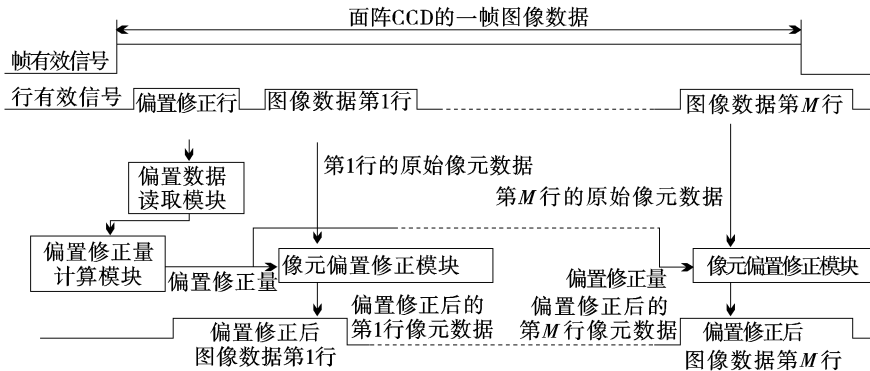 面阵CCD的一帧图像数据
帧有效信号
行有效信号
偏置修正行
图像数据第1行
图像数据第M行
偏置数据
读取模块
第1行的原始像元数据
第M行的原始像元数据
偏置修正量
计算模块
偏置修正量
像元偏置修正模块
偏置修正量
像元偏置修正模块
偏置修正后的
第1行像元数据
偏置修正后的
第M行像元数据
偏置修正后
图像数据第1行
偏置修正后
图像数据第M行